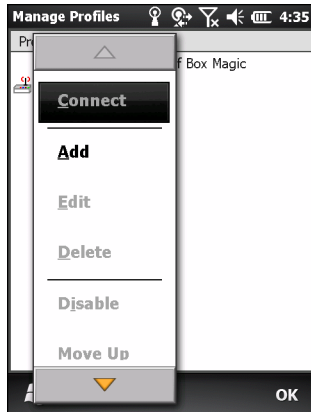 Manage Profiles 4:35
Pr f Box Magic
Connect
Add
Edit
Delete
Disable
Move Up
OK